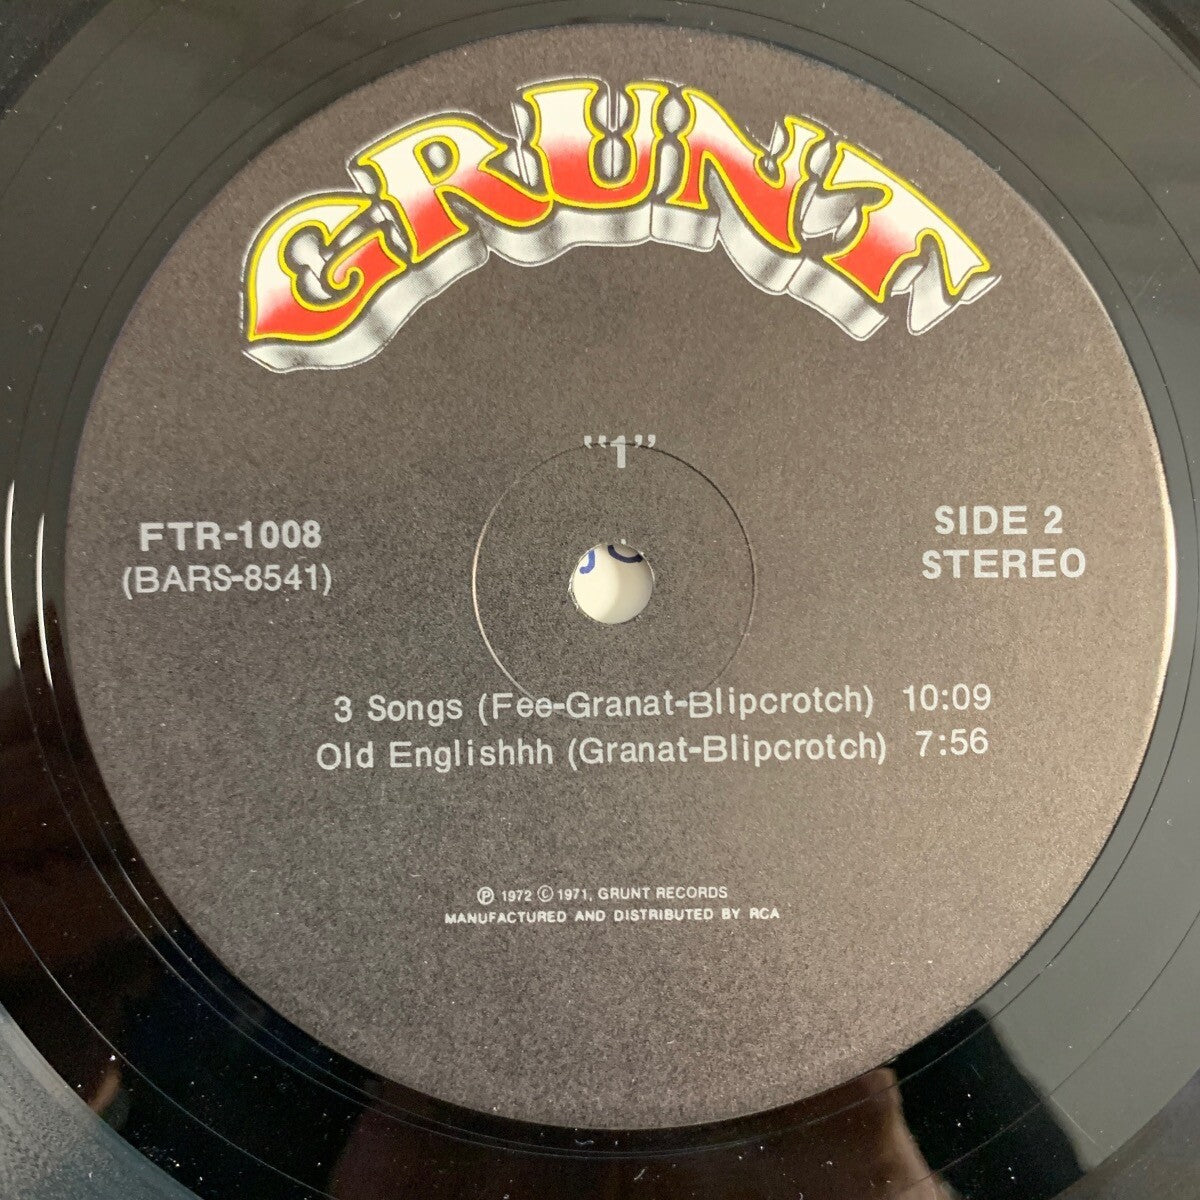 GRUNT
"1"
FTR-1008
(BARS-8541)
SIDE 2
STEREO
3 Songs (Fee-Granat-Blipcrotch) 10:09
Old Englishhh (Granat-Blipcrotch) 7:56
℗ 1972 © 1971, GRUNT RECORDS
MANUFACTURED AND DISTRIBUTED BY RCA